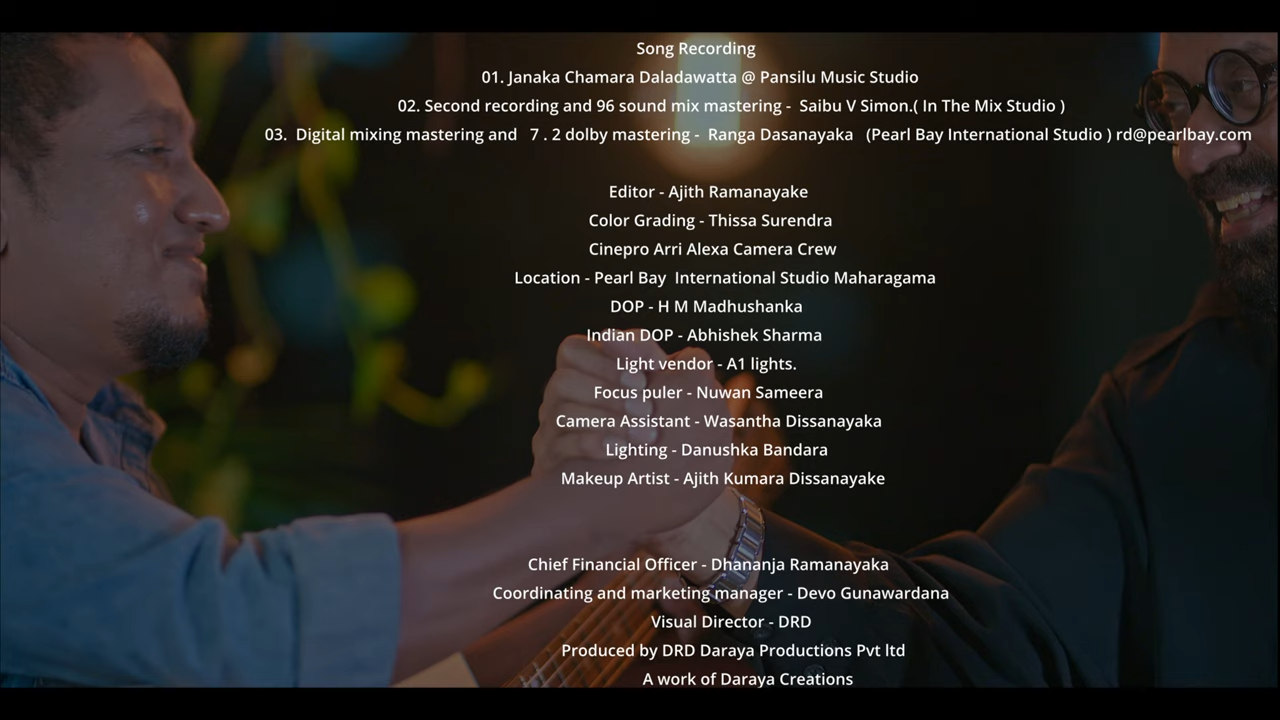 Song Recording
01. Janaka Chamara Daladawatta @ Pansilu Music Studio
02. Second recording and 96 sound mix mastering - Saibu V Simon.( In The Mix Studio )
03. Digital mixing mastering and 7 . 2 dolby mastering - Ranga Dasanayaka (Pearl Bay International Studio ) rd@pearlbay.com
Editor - Ajith Ramanayake
Color Grading - Thissa Surendra
Cinepro Arri Alexa Camera Crew
Location - Pearl Bay International Studio Maharagama
DOP - H M Madhushanka
Indian DOP - Abhishek Sharma
Light vendor - A1 lights.
Focus puler - Nuwan Sameera
Camera Assistant - Wasantha Dissanayaka
Lighting - Danushka Bandara
Makeup Artist - Ajith Kumara Dissanayake
Chief Financial Officer - Dhananja Ramanayaka
Coordinating and marketing manager - Devo Gunawardana
Visual Director - DRD
Produced by DRD Daraya Productions Pvt ltd
A work of Daraya Creations